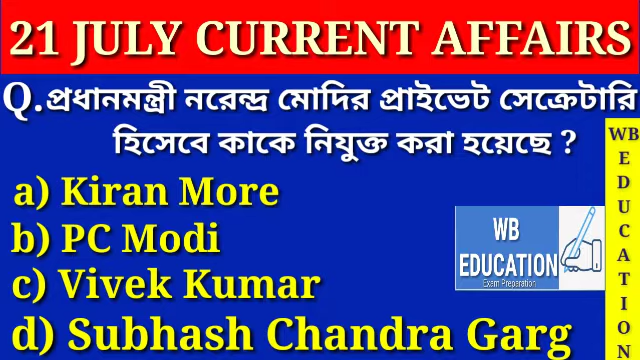 21 JULY CURRENT AFFAIRS
Q.প্রধানমন্ত্রী নরেন্দ্র মোদির প্রাইভেট সেক্রেটারি
হিসেবে কাকে নিযুক্ত করা হয়েছে ?
a) Kiran More
b) PC Modi
c) Vivek Kumar
d) Subhash Chandra Garg
WB
EDUCATION
Exam Preparation
WB
E
D
U
C
A
T
I
O
N